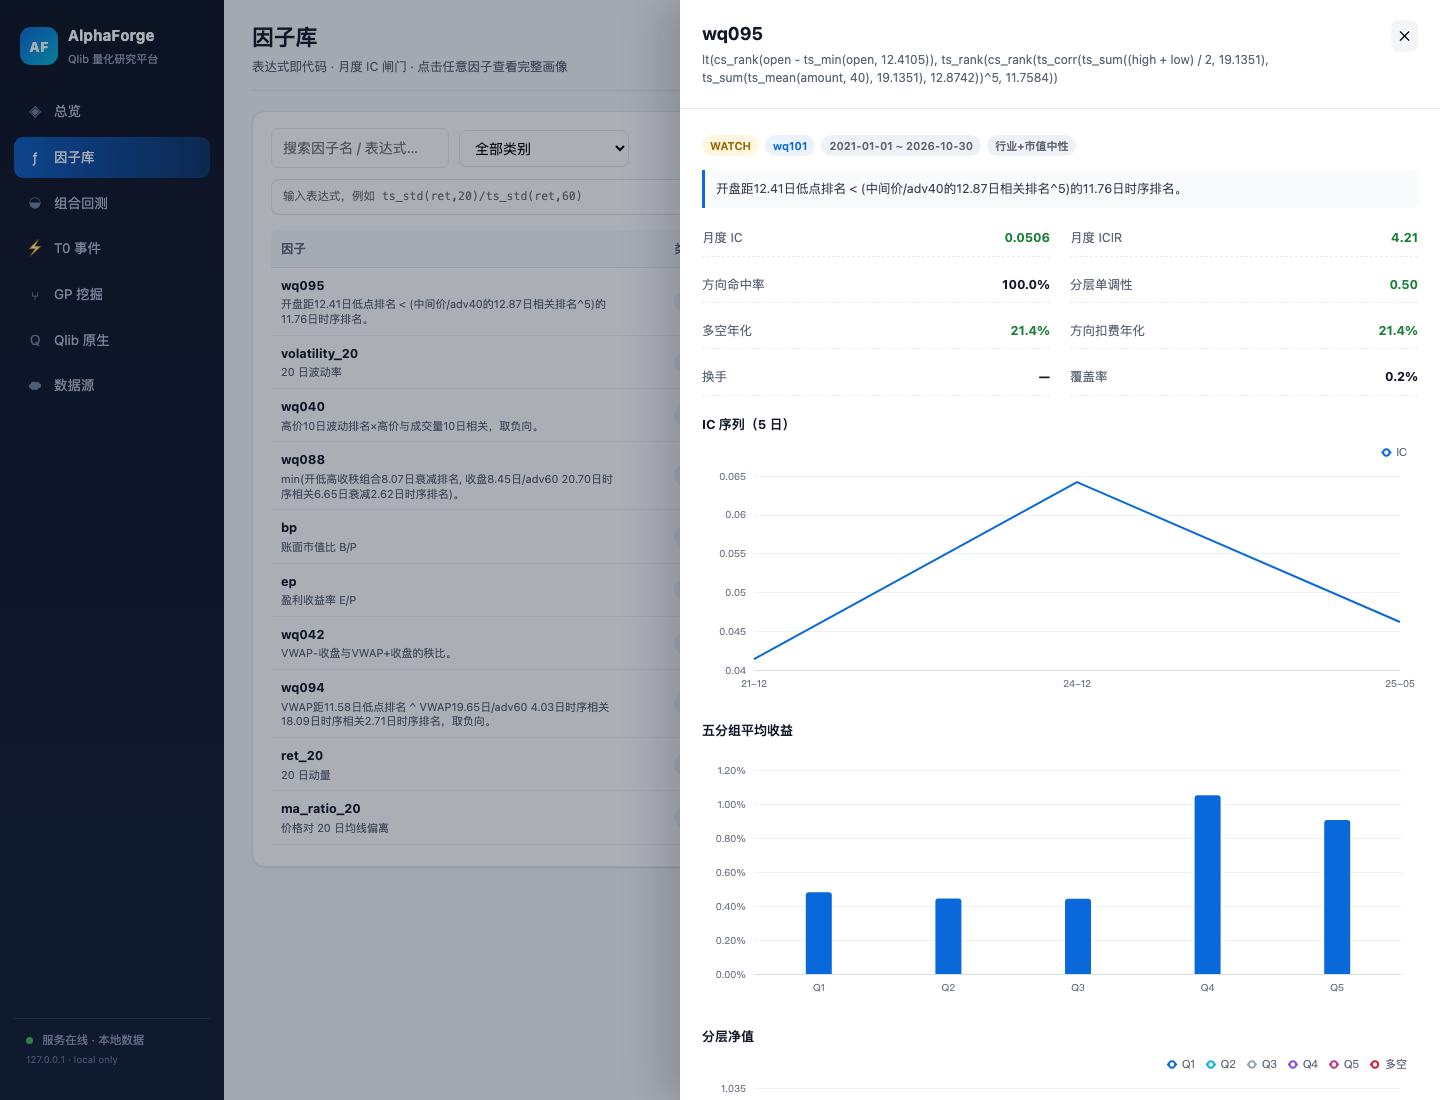 AF
AlphaForge
Qlib 量化研究平台
总览
因子库
组合回测
T0 事件
GP 挖掘
Qlib 原生
数据源
服务在线 · 本地数据
127.0.0.1 · local only
因子库
表达式即代码 · 月度 IC 闸门 · 点击任意因子查看完整画像
搜索因子名 / 表达式...
全部类别
输入表达式，例如 ts_std(ret,20)/ts_std(ret,60)
因子
wq095
开盘距12.41日低点排名 < (中间价/adv40的12.87日相关排名^5)的
11.76日时序排名。
volatility_20
20 日波动率
wq040
高价10日波动排名×高价与成交量10日相关，取负向。
wq088
min(开低高收秩组合8.07日衰减排名, 收盘8.45日/adv60 20.70日时
序相关6.65日衰减2.62日时序排名)。
bp
账面市值比 B/P
ep
盈利收益率 E/P
wq042
VWAP-收盘与VWAP+收盘的秩比。
wq094
VWAP距11.58日低点排名 ^ VWAP19.65日/adv60 4.03日时序相关
18.09日时序相关2.71日时序排名，取负向。
ret_20
20 日动量
ma_ratio_20
价格对 20 日均线偏离
wq095
lt(cs_rank(open - ts_min(open, 12.4105)), ts_rank(cs_rank(ts_corr(ts_sum((high + low) / 2, 19.1351),
ts_sum(ts_mean(amount, 40), 19.1351), 12.8742))^5, 11.7584))
WATCH wq101 2021-01-01 ~ 2026-10-30 行业+市值中性
开盘距12.41日低点排名 < (中间价/adv40的12.87日相关排名^5)的11.76日时序排名。
月度 IC 0.0506 月度 ICIR 4.21
方向命中率 100.0% 分层单调性 0.50
多空年化 21.4% 方向扣费年化 21.4%
换手 — 覆盖率 0.2%
IC 序列（5 日）
IC
0.065
0.06
0.055
0.05
0.045
0.04
21-12 24-12 25-05
五分组平均收益
1.20%
1.00%
0.80%
0.60%
0.40%
0.20%
0.00%
Q1 Q2 Q3 Q4 Q5
分层净值
Q1 Q2 Q3 Q4 Q5 多空
1.035